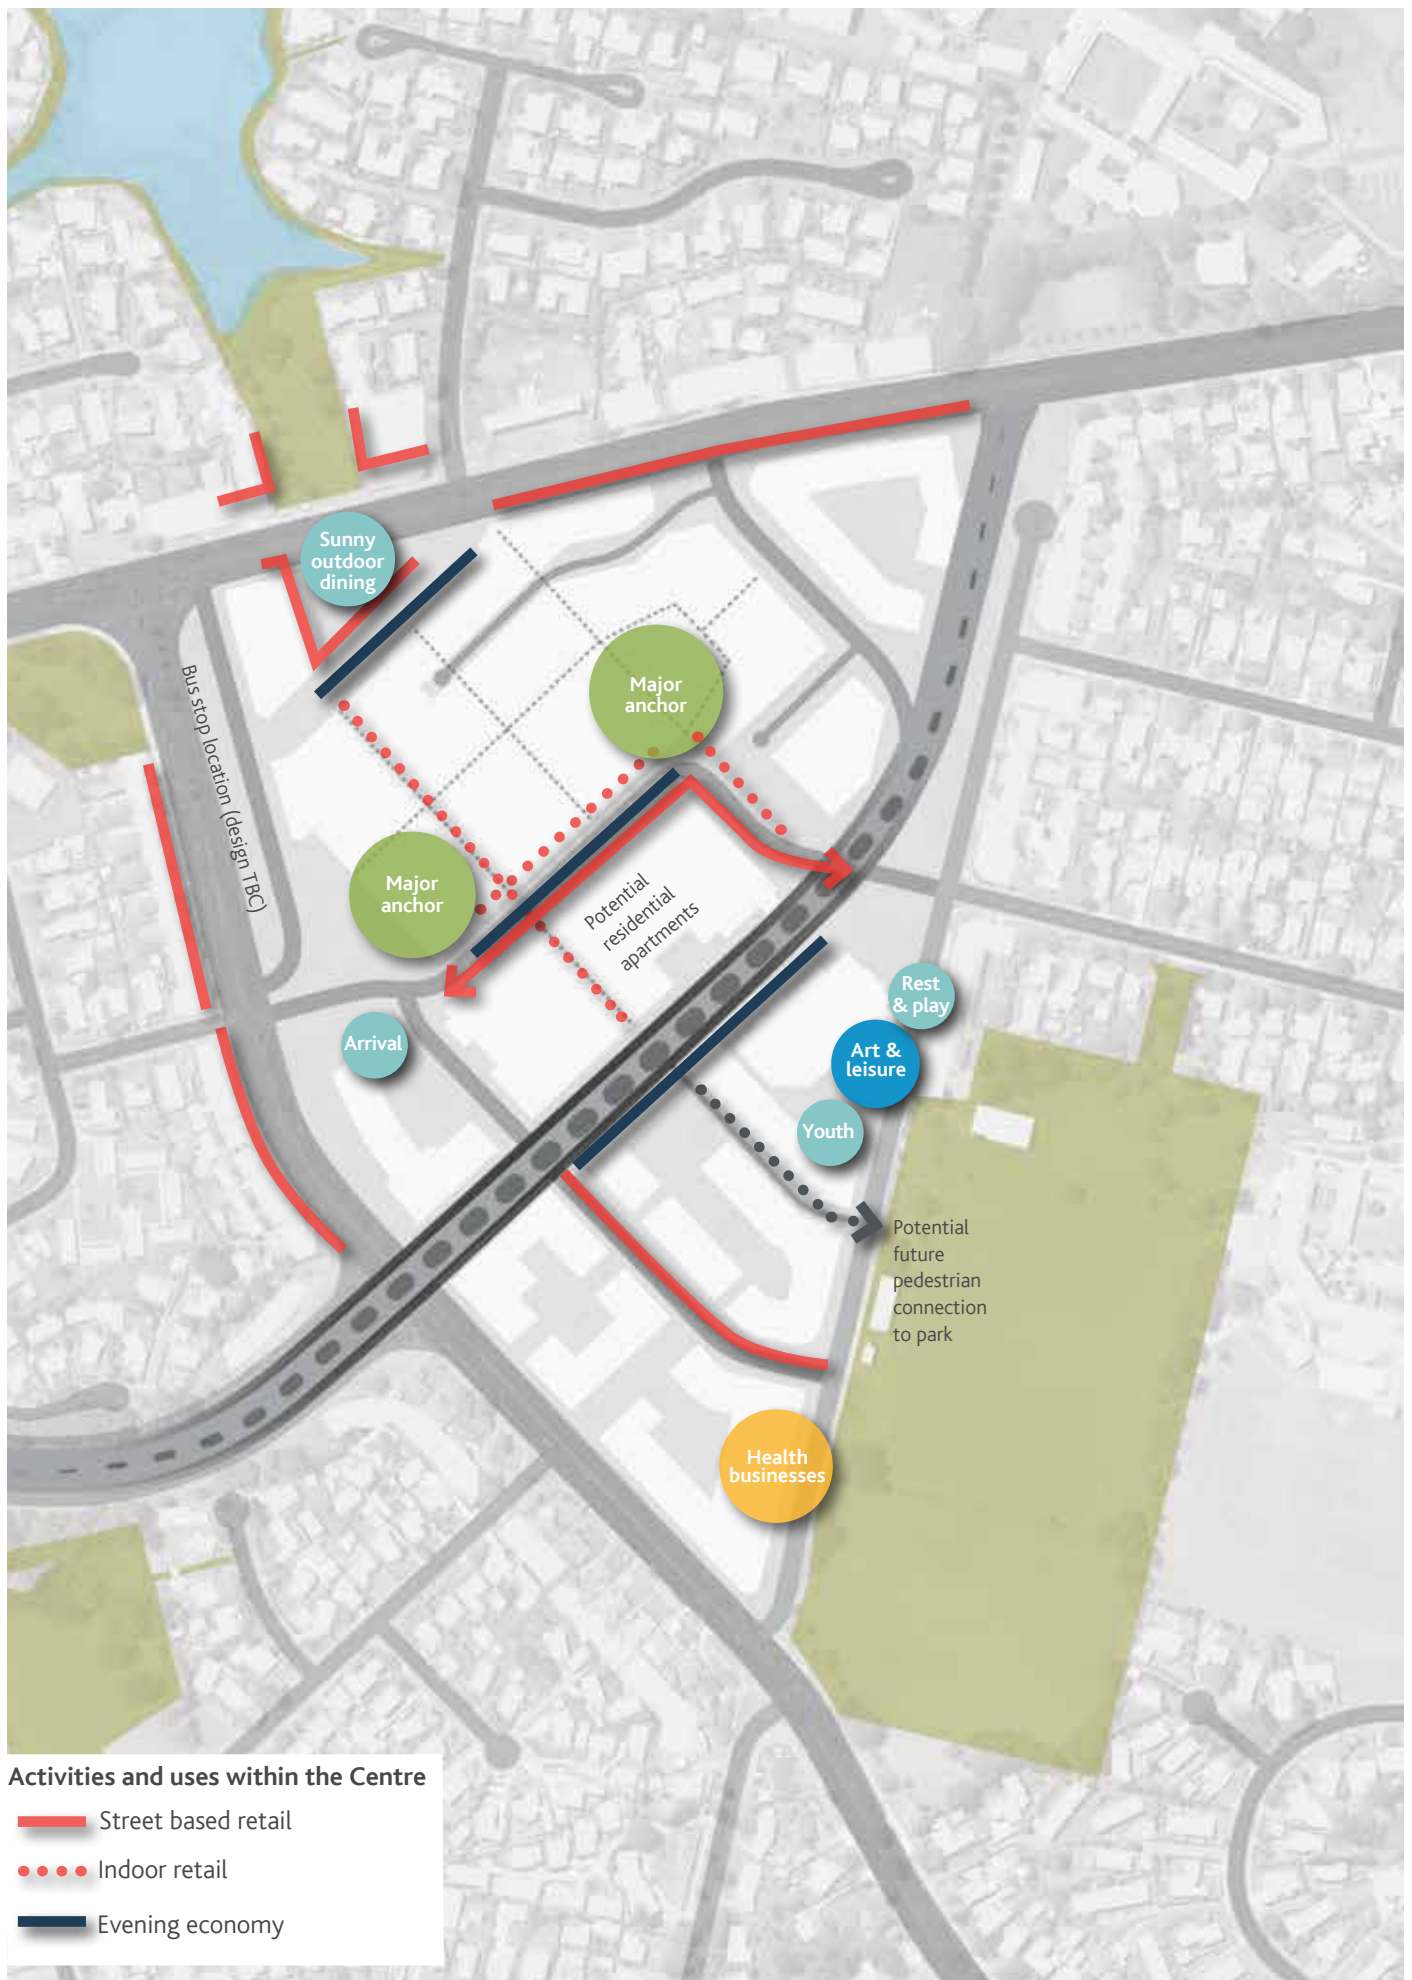 Sunny
outdoor
dining
Bus stop location (design TBC)
Major
anchor
Major
anchor
Potential
residential
apartments
Rest
& play
Arrival
Art &
leisure
Youth
Potential
future
pedestrian
connection
to park
Health
businesses
Activities and uses within the Centre
Street based retail
Indoor retail
Evening economy